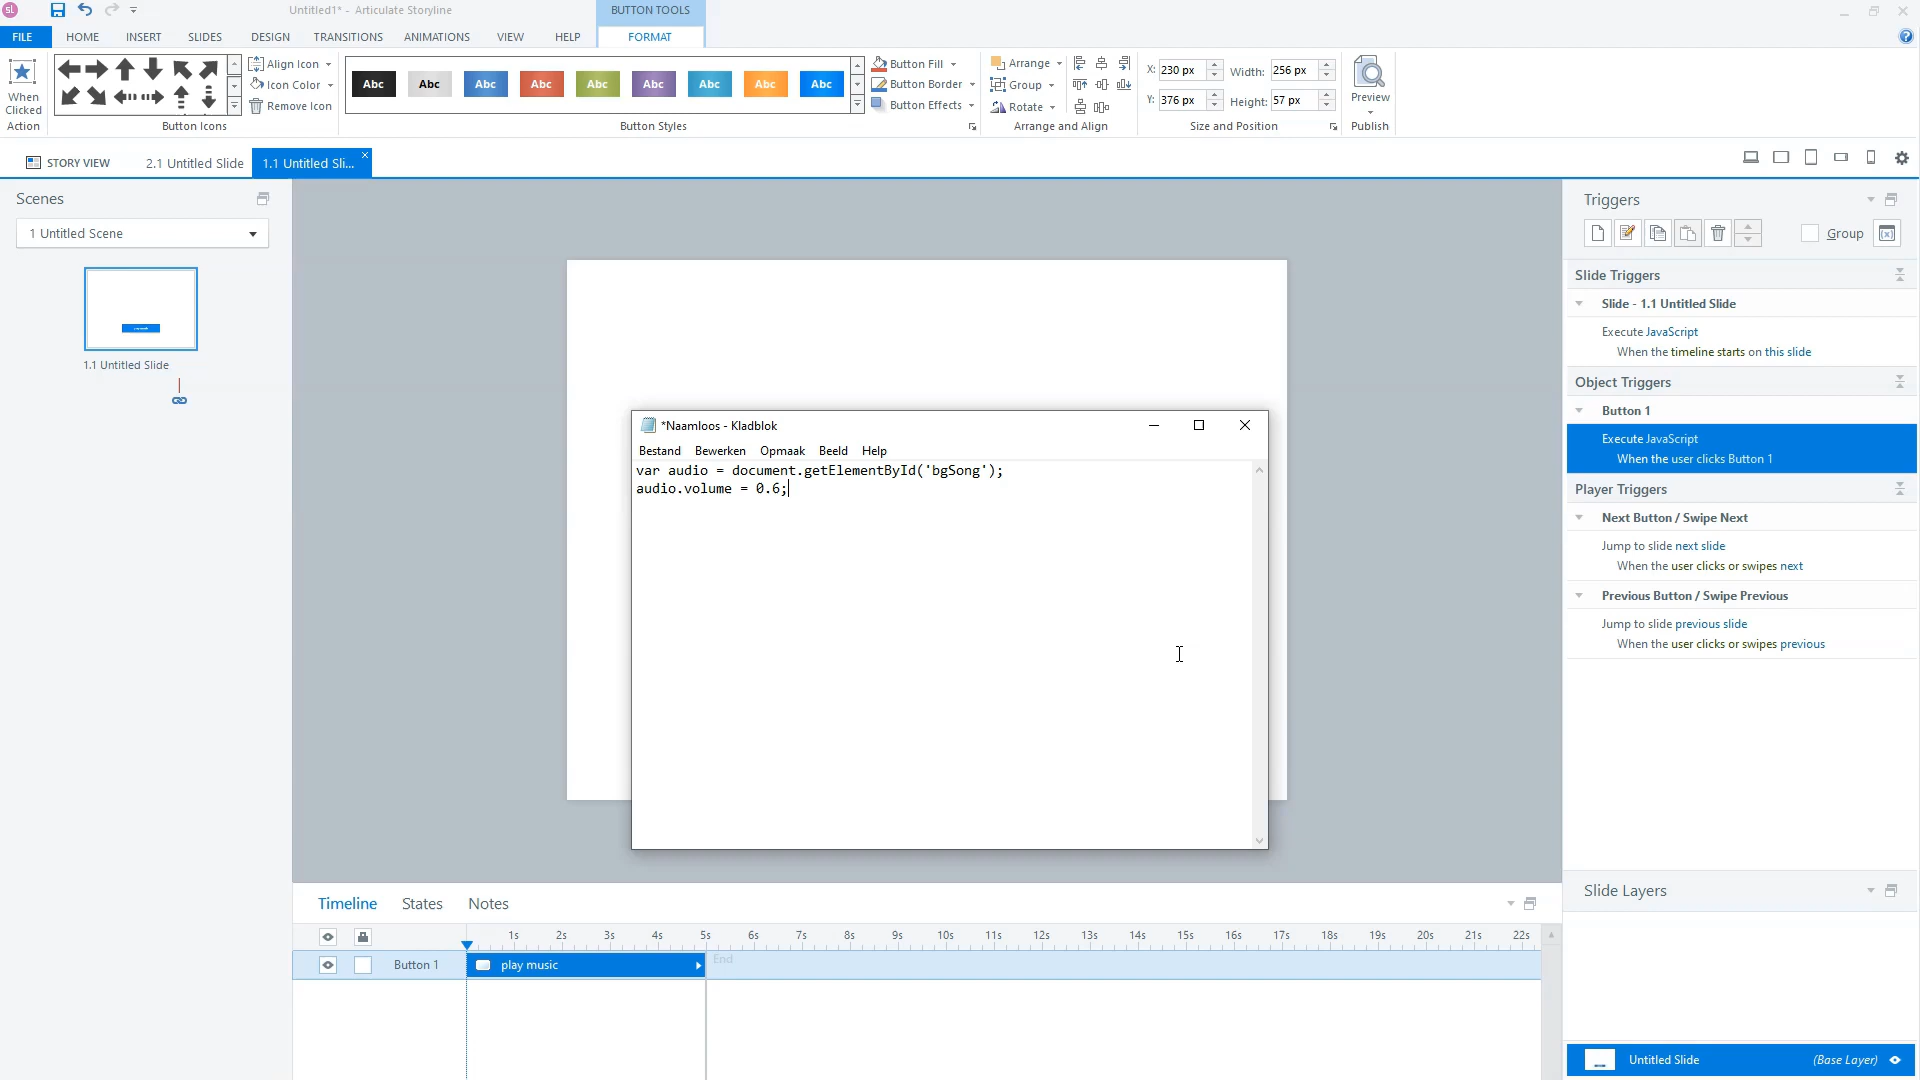 sl
Untitled1* - Articulate Storyline
BUTTON TOOLS
FILE
HOME
INSERT
SLIDES
DESIGN
TRANSITIONS
ANIMATIONS
VIEW
HELP
FORMAT
When
Clicked
Action
Align Icon
Icon Color
Remove Icon
Button Icons
Abc
Abc
Abc
Abc
Abc
Abc
Abc
Abc
Abc
Button Styles
Button Fill
Button Border
Button Effects
Arrange
Group
Rotate
Arrange and Align
X: 230 px
Width: 256 px
Y: 376 px
Height: 57 px
Size and Position
Preview
Publish
STORY VIEW
2.1 Untitled Slide
1.1 Untitled Sli...
Scenes
1 Untitled Scene
1.1 Untitled Slide
*Naamloos - Kladblok
Bestand Bewerken Opmaak Beeld Help
var audio = document.getElementById('bgSong');
audio.volume = 0.6;
Triggers
Group
Slide Triggers
Slide - 1.1 Untitled Slide
Execute JavaScript
When the timeline starts on this slide
Object Triggers
Button 1
Execute JavaScript
When the user clicks Button 1
Player Triggers
Next Button / Swipe Next
Jump to slide next slide
When the user clicks or swipes next
Previous Button / Swipe Previous
Jump to slide previous slide
When the user clicks or swipes previous
Slide Layers
Untitled Slide (Base Layer)
Timeline States Notes
1s 2s 3s 4s 5s 6s 7s 8s 9s 10s 11s 12s 13s 14s 15s 16s 17s 18s 19s 20s 21s 22s
Button 1
play music
End